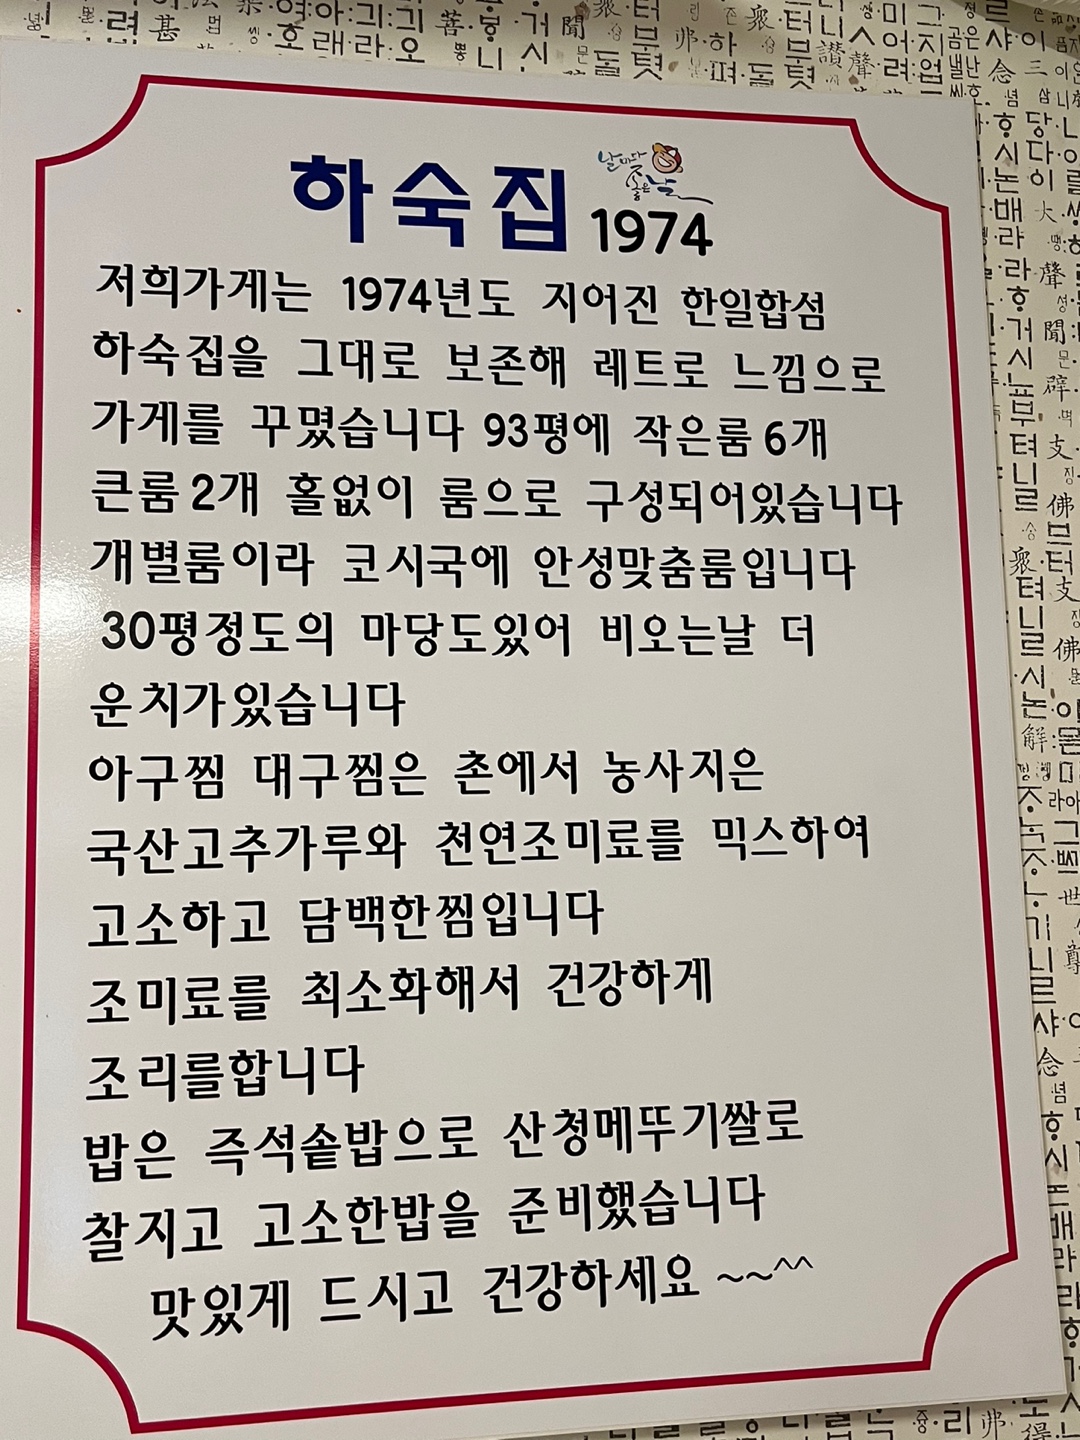 하숙집
날마다
좋은 날
1974
저희가게는 1974년도 지어진 한일합섬
하숙집을 그대로 보존해 레트로 느낌으로
가게를 꾸몄습니다 93평에 작은룸 6개
큰룸 2개 홀없이 룸으로 구성되어있습니다
개별룸이라 코시국에 안성맞춤룸입니다
30평정도의 마당도있어 비오는날 더
운치가있습니다
아구찜 대구찜은 촌에서 농사지은
국산고추가루와 천연조미료를 믹스하여
고소하고 담백한찜입니다
조미료를 최소화해서 건강하게
조리를합니다
밥은 즉석솥밥으로 산청메뚜기쌀로
찰지고 고소한밥을 준비했습니다
맛있게 드시고 건강하세요 ~~^^